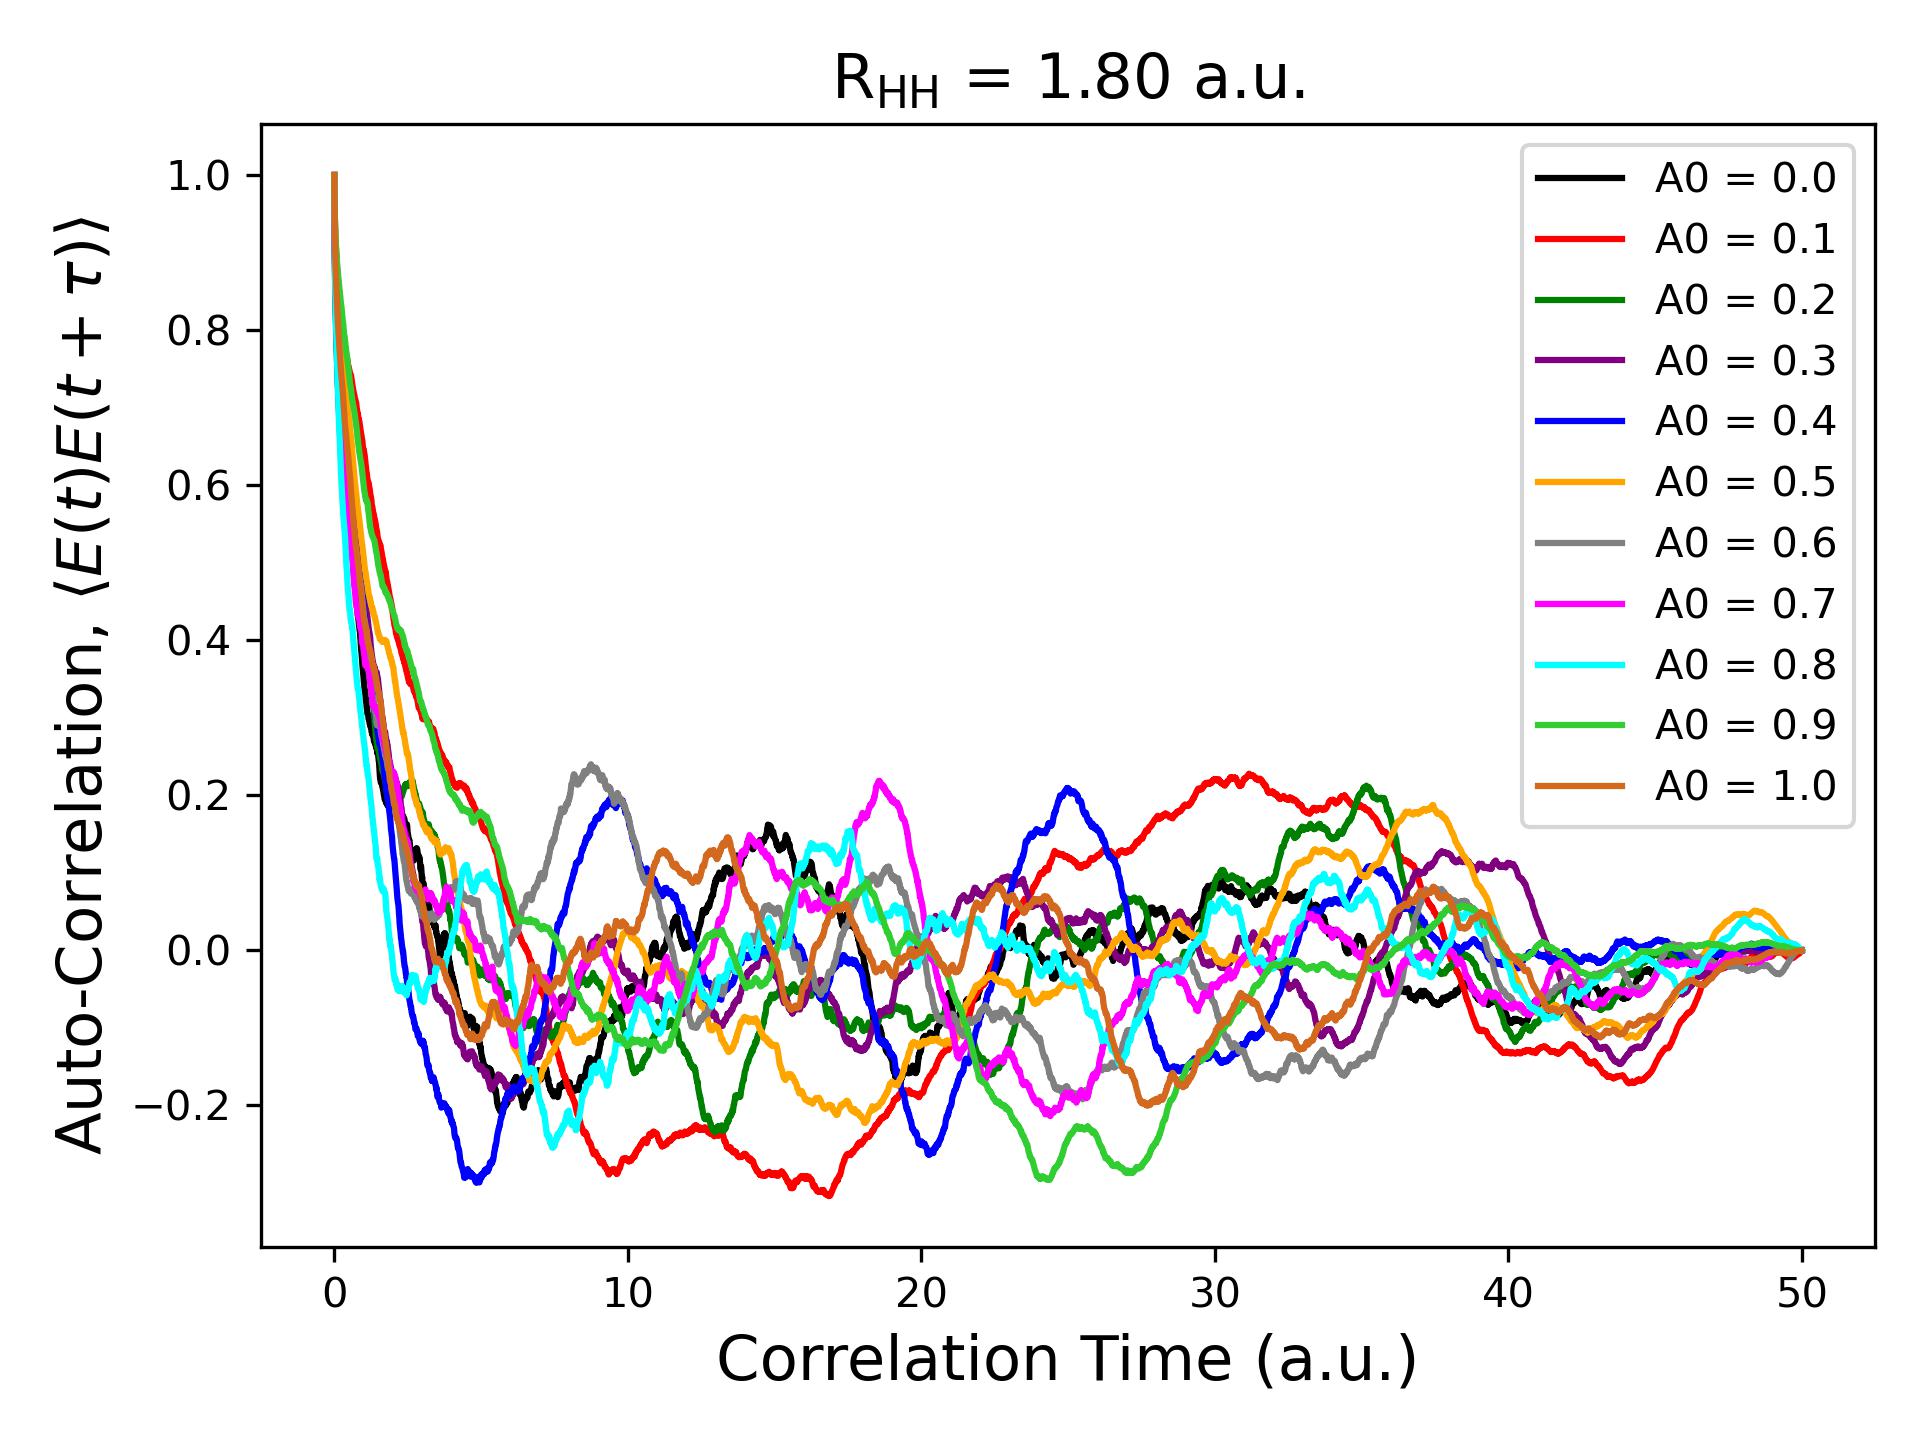 R_HH = 1.80 a.u.
Auto-Correlation, ⟨E(t)E(t + τ)⟩
1.0
0.8
0.6
0.4
0.2
0.0
−0.2
0 10 20 30 40 50
Correlation Time (a.u.)
A0 = 0.0
A0 = 0.1
A0 = 0.2
A0 = 0.3
A0 = 0.4
A0 = 0.5
A0 = 0.6
A0 = 0.7
A0 = 0.8
A0 = 0.9
A0 = 1.0